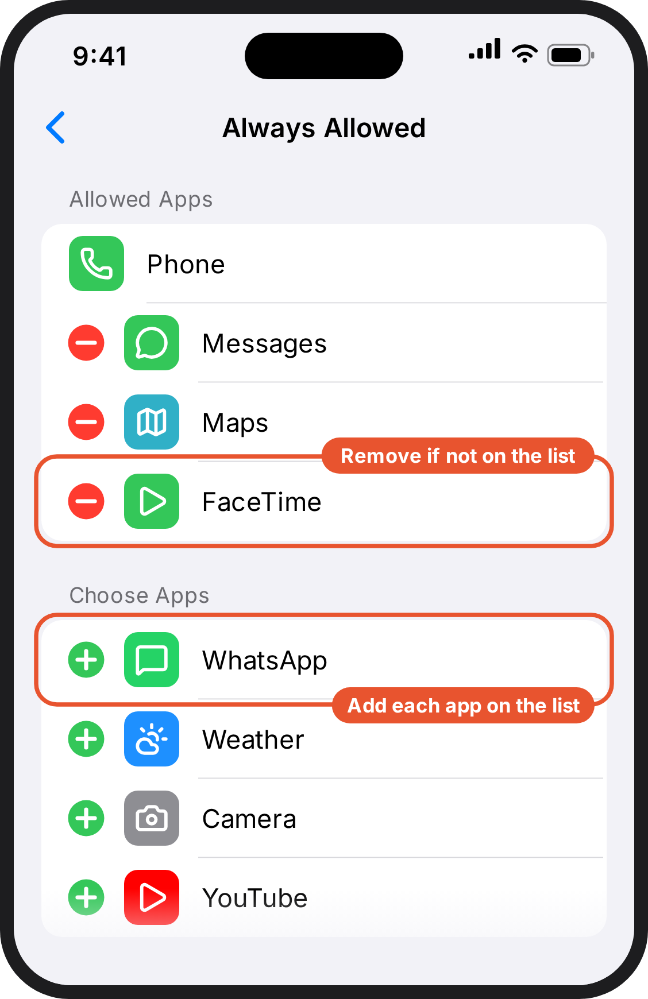 9:41
Always Allowed
Allowed Apps
Phone
Messages
Maps
Remove if not on the list
FaceTime
Choose Apps
WhatsApp
Add each app on the list
Weather
Camera
YouTube